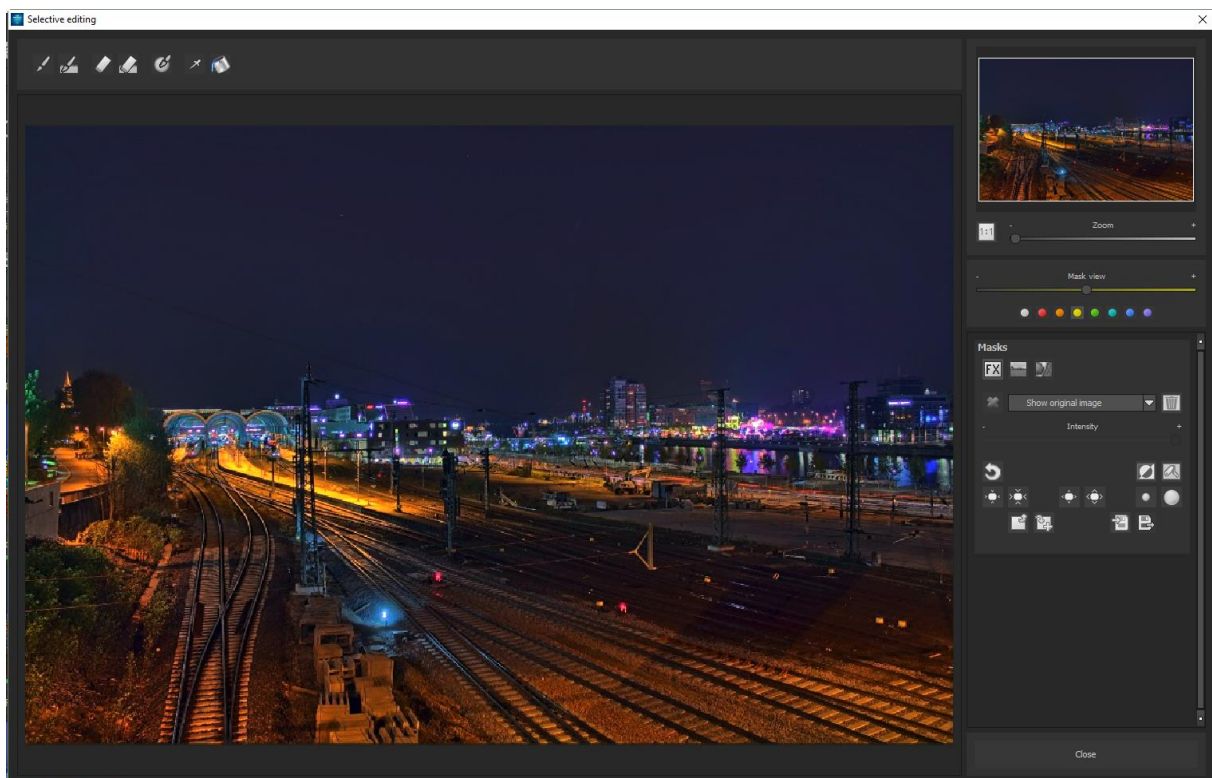 Selective editing
1:1
- Zoom +
- Mask view +
Masks
FX
Show original image
- Intensity +
Close